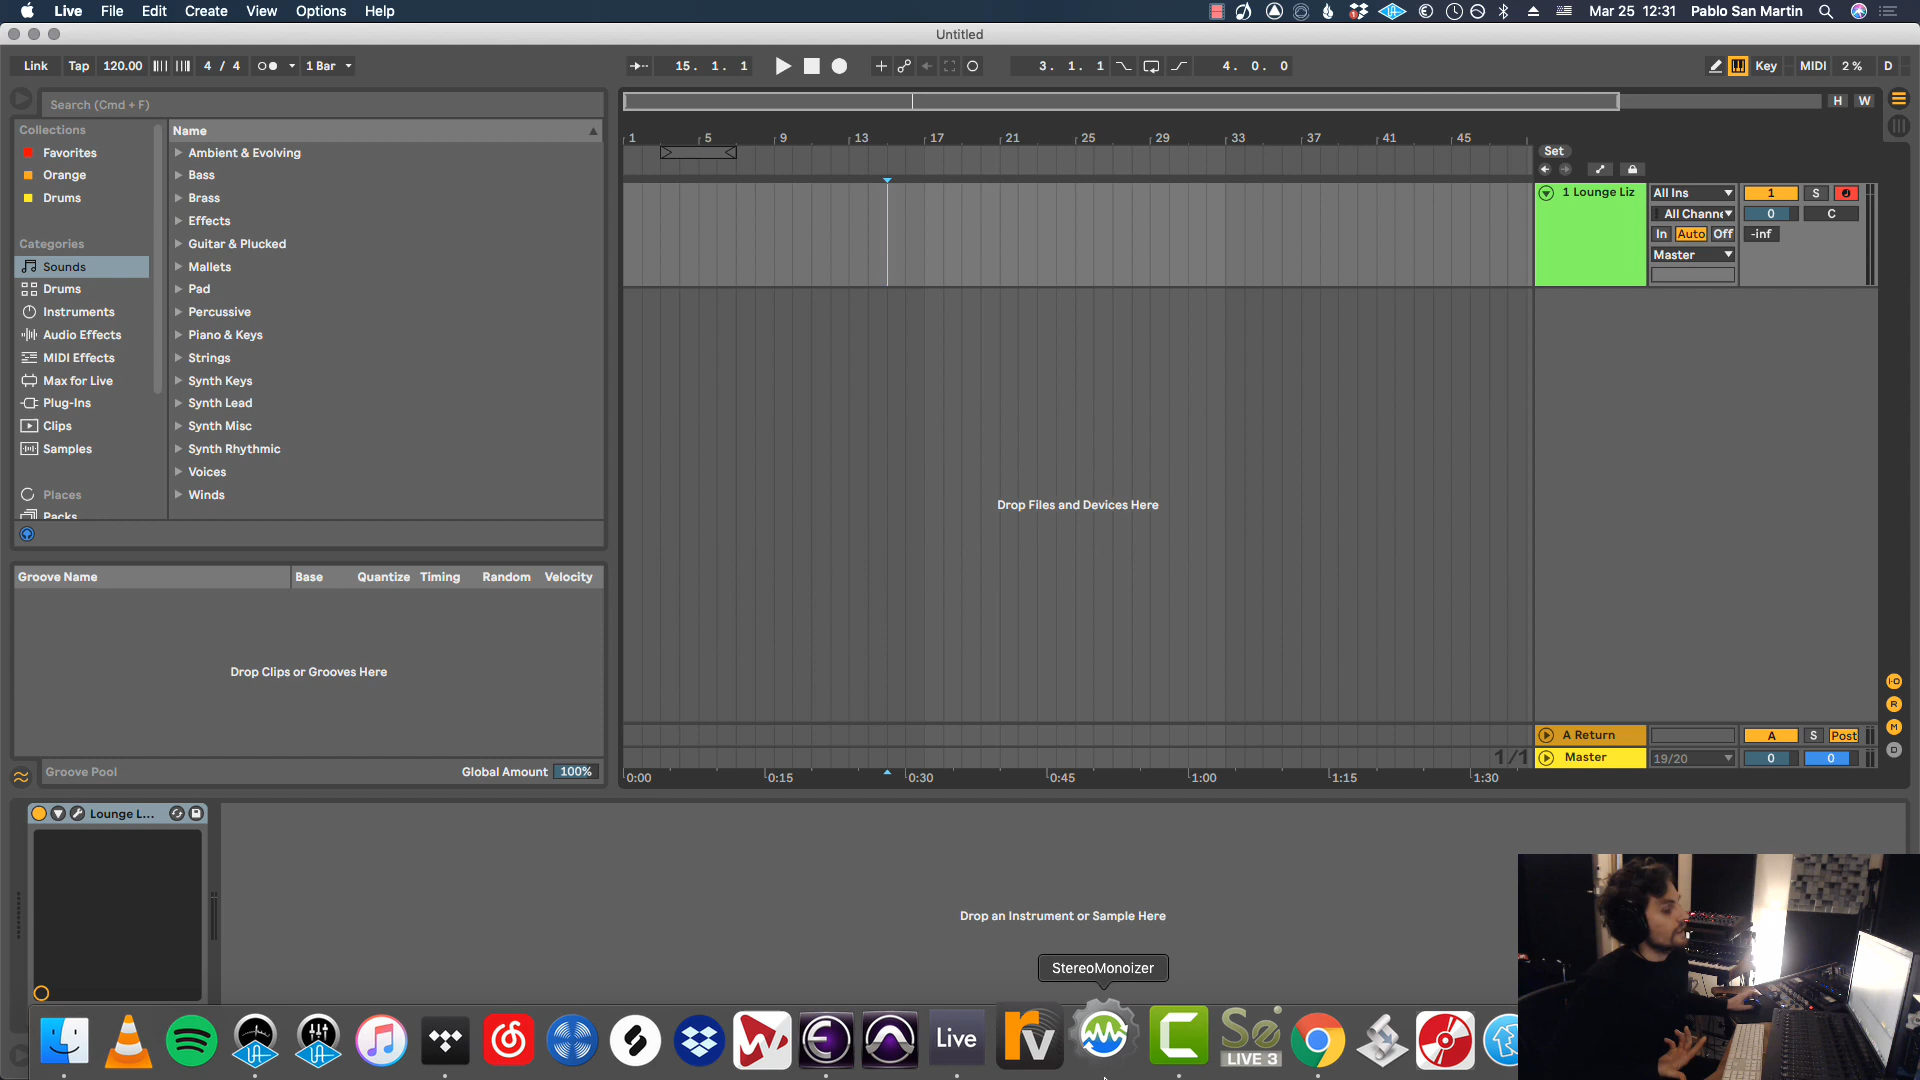 Live File Edit Create View Options Help
Mar 25 12:31 Pablo San Martin
Untitled
Link Tap 120.00 4 / 4 1 Bar
15. 1. 1
3. 1. 1
4. 0. 0
Key MIDI 2 % D
Search (Cmd + F)
H W
Collections
Favorites
Orange
Drums
Categories
Sounds
Drums
Instruments
Audio Effects
MIDI Effects
Max for Live
Plug-Ins
Clips
Samples
Places
Packs
Name
Ambient & Evolving
Bass
Brass
Effects
Guitar & Plucked
Mallets
Pad
Percussive
Piano & Keys
Strings
Synth Keys
Synth Lead
Synth Misc
Synth Rhythmic
Voices
Winds
1 5 9 13 17 21 25 29 33 37 41 45
Set
1 Lounge Liz
All Ins
All Channe
In Auto Off
Master
1 S
0 C
-inf
Drop Files and Devices Here
Groove Name Base Quantize Timing Random Velocity
Drop Clips or Grooves Here
Groove Pool Global Amount 100%
1/1
A Return A S Post
Master 19/20 0 0
0:00 0:15 0:30 0:45 1:00 1:15 1:30
R
M
D
Lounge L...
Drop an Instrument or Sample Here
StereoMonoizer
Live
rv
Se
LIVE 3